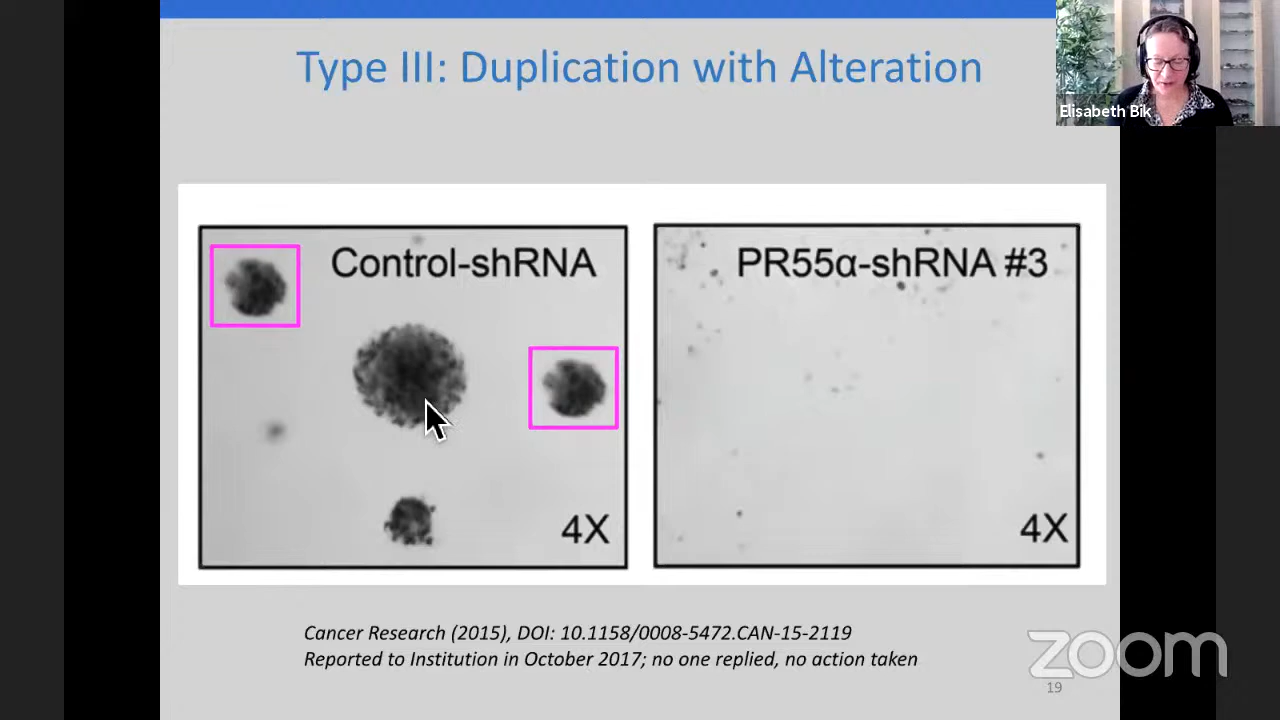 Type III: Duplication with Alteration
Elisabeth Bik
Control-shRNA
4X
PR55α-shRNA #3
4X
Cancer Research (2015), DOI: 10.1158/0008-5472.CAN-15-2119
Reported to Institution in October 2017; no one replied, no action taken
zoom
19